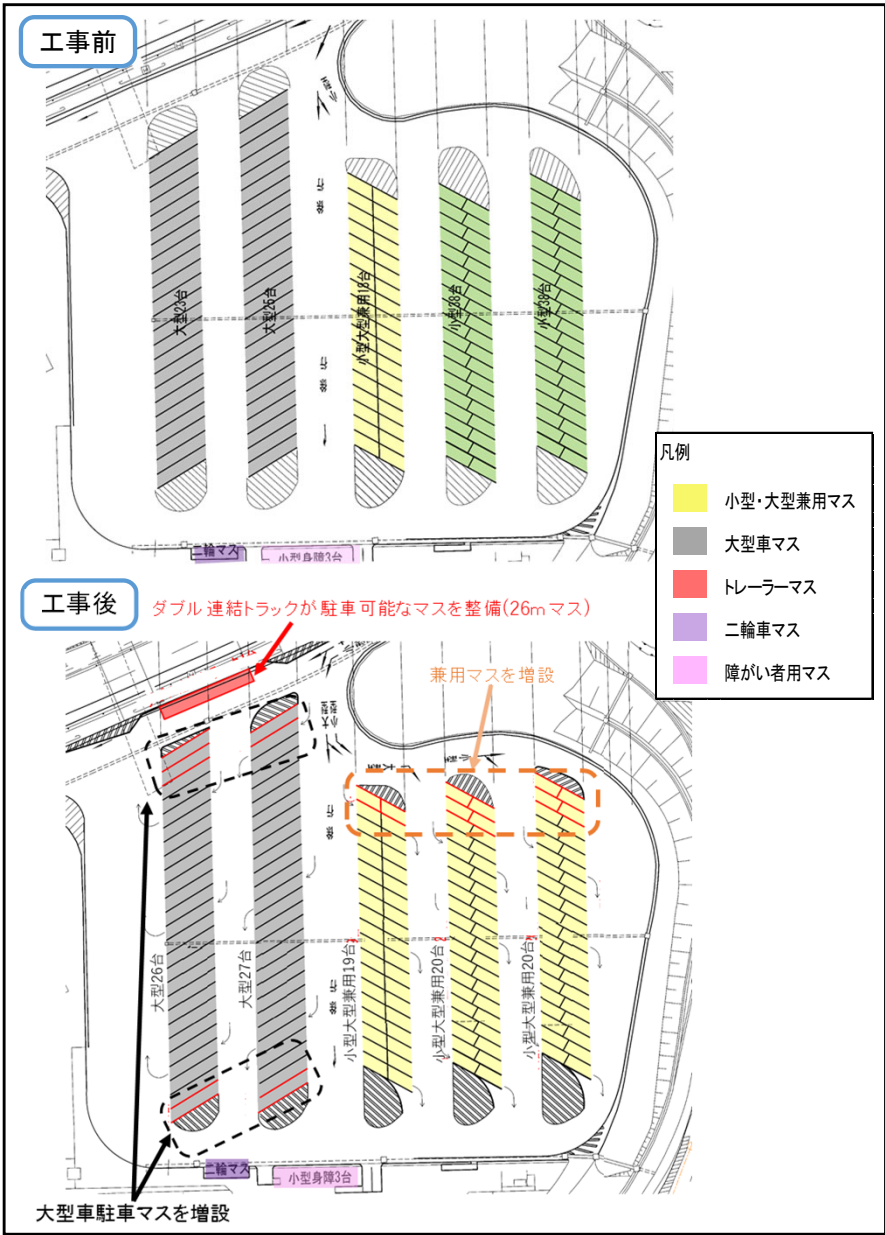 工事前
大型23台
大型26台
小型大型兼用18台
小型38台
小型38台
二輪マス
小型身障3台
凡例
小型・大型兼用マス
大型車マス
トレーラーマス
二輪車マス
障がい者用マス
工事後
ダブル連結トラックが駐車可能なマスを整備(26mマス)
兼用マスを増設
大型26台
大型27台
小型大型兼用19台
小型大型兼用20台
小型大型兼用20台
二輪マス
小型身障3台
大型車駐車マスを増設